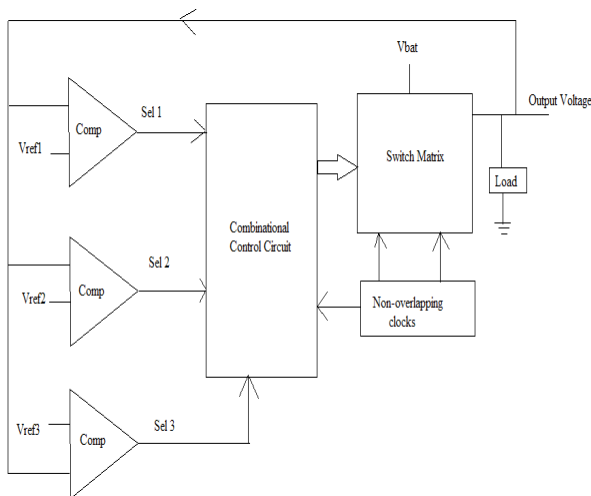 Vbat
Output Voltage
Sel 1
Comp
Vref1
Switch Matrix
Load
Combinational
Control Circuit
Sel 2
Comp
Vref2
Non-overlapping
clocks
Vref3
Comp
Sel 3